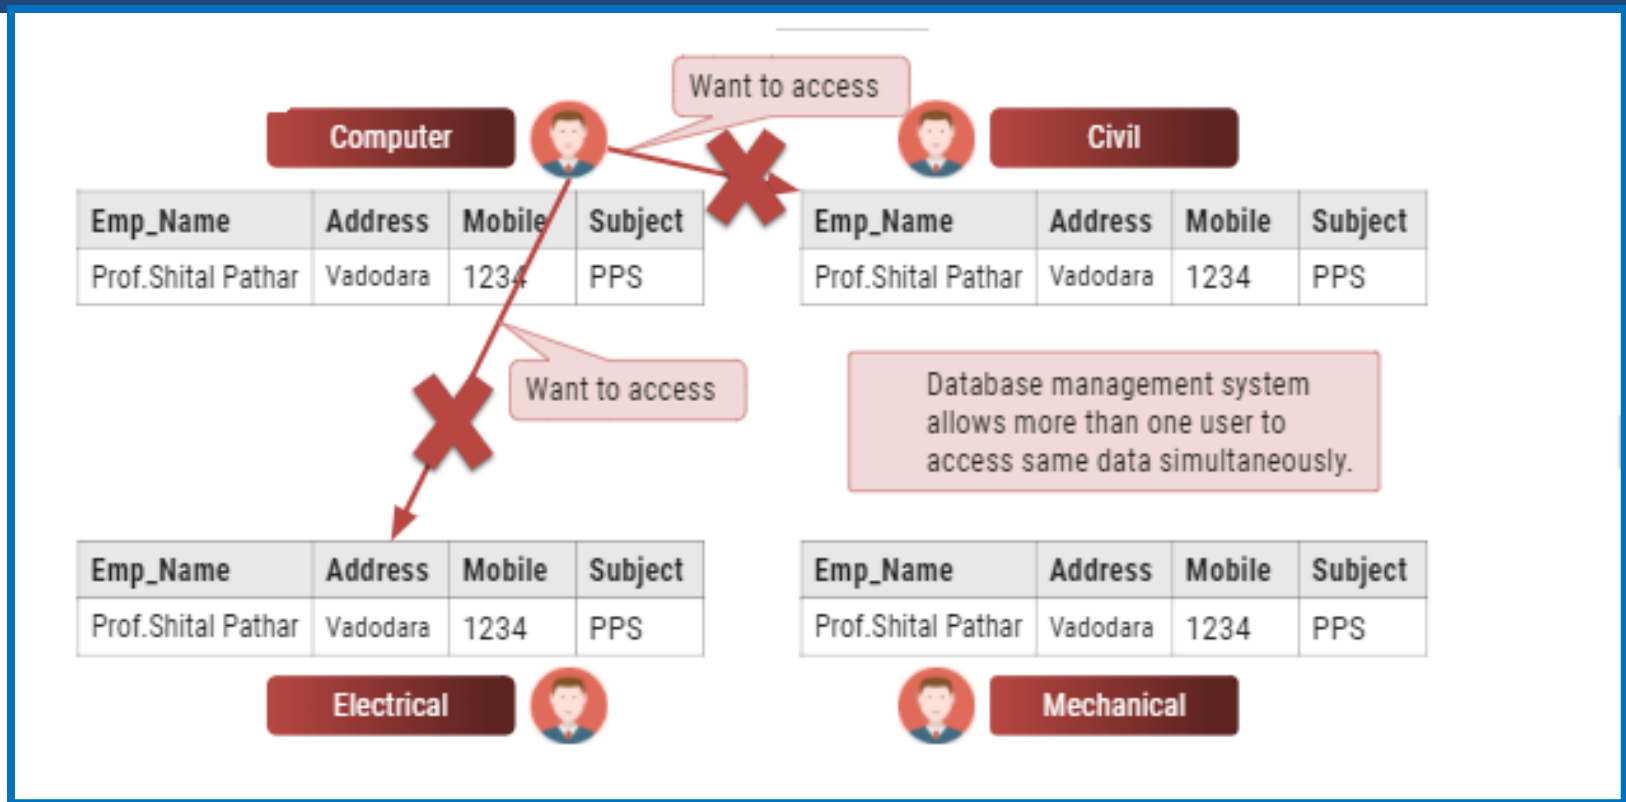 Want to access
Computer
Civil
Emp_Name Address Mobile Subject
Prof.Shital Pathar Vadodara 1234 PPS
Emp_Name Address Mobile Subject
Prof.Shital Pathar Vadodara 1234 PPS
Want to access
Database management system
allows more than one user to
access same data simultaneously.
Emp_Name Address Mobile Subject
Prof.Shital Pathar Vadodara 1234 PPS
Emp_Name Address Mobile Subject
Prof.Shital Pathar Vadodara 1234 PPS
Electrical
Mechanical